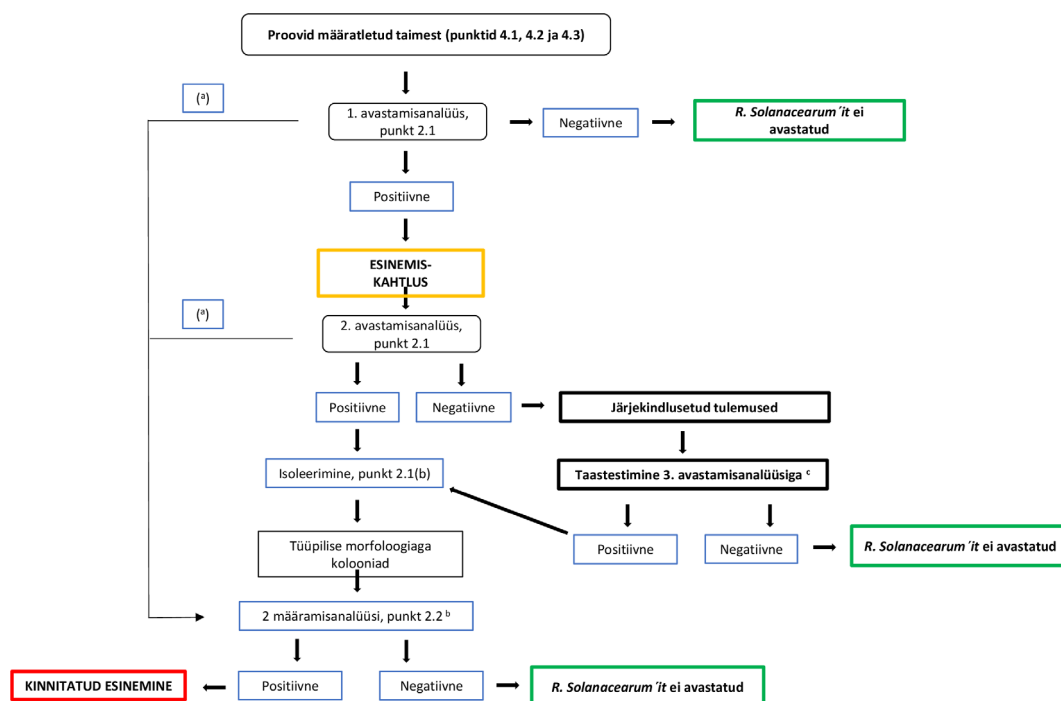 Proovid määratletud taimest (punktid 4.1, 4.2 ja 4.3)
(ᵃ)
1. avastamisanalüüs,
punkt 2.1
Negatiivne
R. Solanacearum´it ei
avastatud
Positiivne
ESINEMIS-
KAHTLUS
(ᵃ)
2. avastamisanalüüs,
punkt 2.1
Positiivne
Negatiivne
Järjekindlusetud tulemused
Isoleerimine, punkt 2.1(b)
Taastestimine 3. avastamisanalüüsiga ᶜ
Tüüpilise morfoloogiaga
kolooniad
Positiivne
Negatiivne
R. Solanacearum´it ei avastatud
2 määramisanalüüsi, punkt 2.2 ᵇ
KINNITATUD ESINEMINE
Positiivne
Negatiivne
R. Solanacearum´it ei avastatud